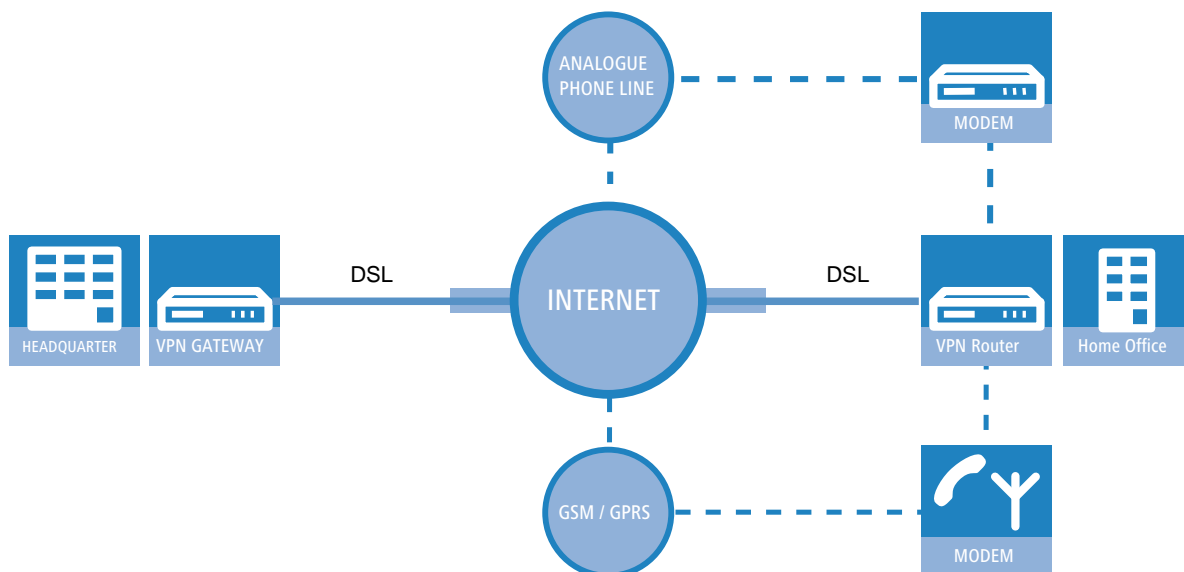 ANALOGUE
PHONE LINE
MODEM
DSL
INTERNET
DSL
HEADQUARTER
VPN GATEWAY
VPN Router
Home Office
GSM / GPRS
MODEM